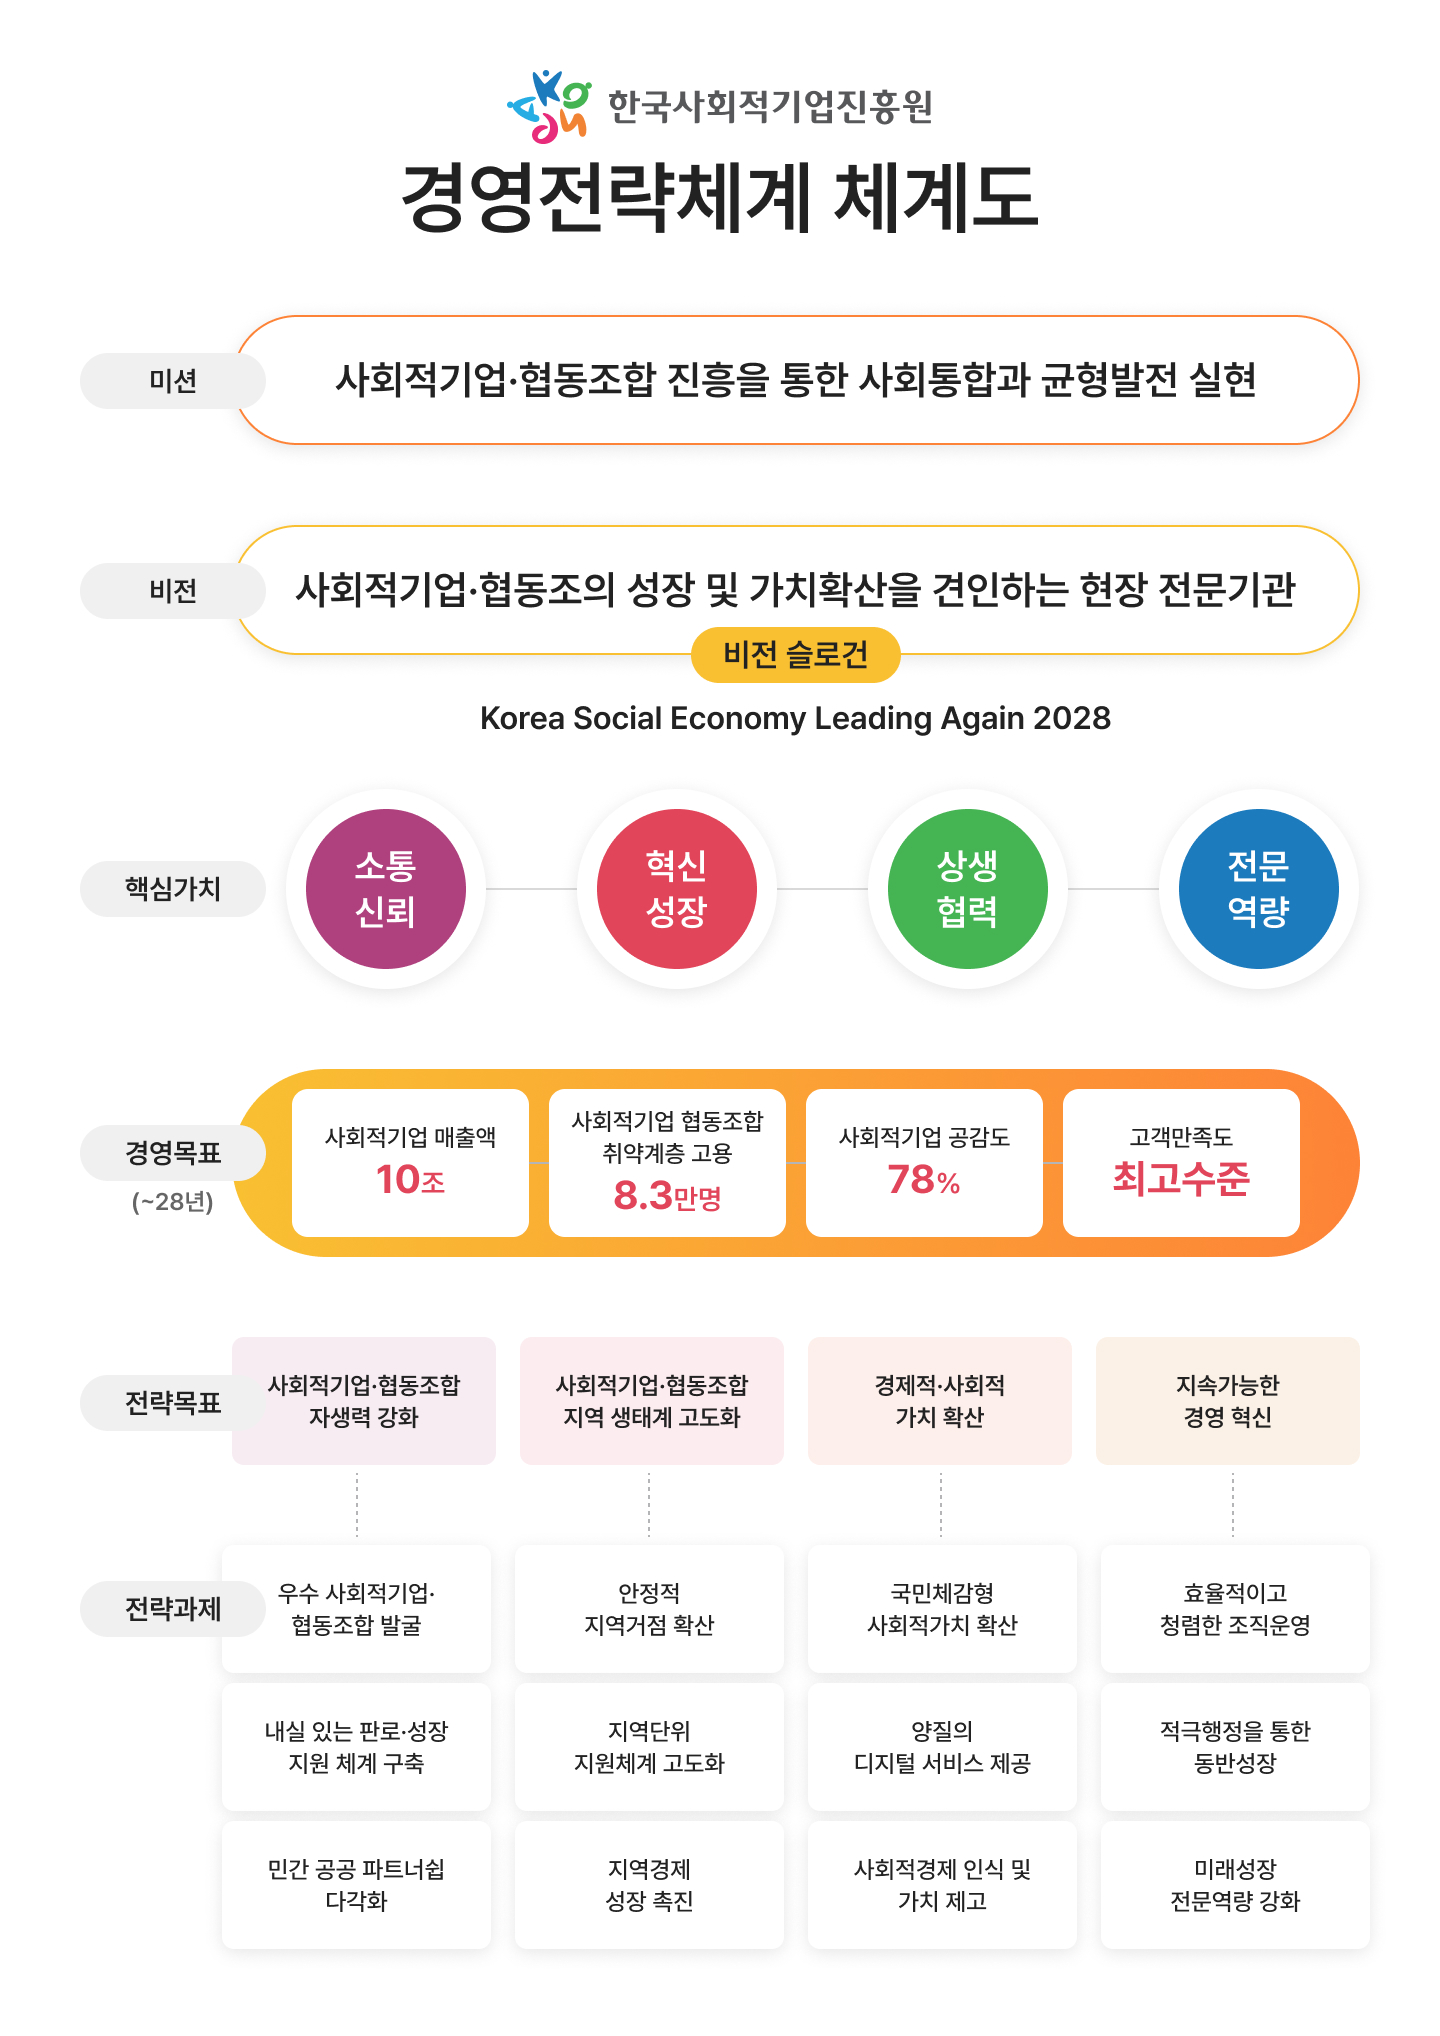 한국사회적기업진흥원
경영전략체계 체계도
미션
사회적기업·협동조합 진흥을 통한 사회통합과 균형발전 실현
비전
사회적기업·협동조의 성장 및 가치확산을 견인하는 현장 전문기관
비전 슬로건
Korea Social Economy Leading Again 2028
핵심가치
소통
신뢰
혁신
성장
상생
협력
전문
역량
경영목표
(~28년)
사회적기업 매출액
10조
사회적기업 협동조합
취약계층 고용
8.3만명
사회적기업 공감도
78%
고객만족도
최고수준
전략목표
사회적기업·협동조합
자생력 강화
사회적기업·협동조합
지역 생태계 고도화
경제적·사회적
가치 확산
지속가능한
경영 혁신
전략과제
우수 사회적기업·
협동조합 발굴
안정적
지역거점 확산
국민체감형
사회적가치 확산
효율적이고
청렴한 조직운영
내실 있는 판로·성장
지원 체계 구축
지역단위
지원체계 고도화
양질의
디지털 서비스 제공
적극행정을 통한
동반성장
민간 공공 파트너쉽
다각화
지역경제
성장 촉진
사회적경제 인식 및
가치 제고
미래성장
전문역량 강화